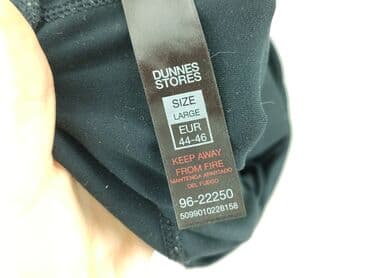 DUNNES
STORES
SIZE
LARGE
EUR
44-46
KEEP AWAY
FROM FIRE
MANTENGA APARTADO
DEL FUEGO
96-22250
5099010228158